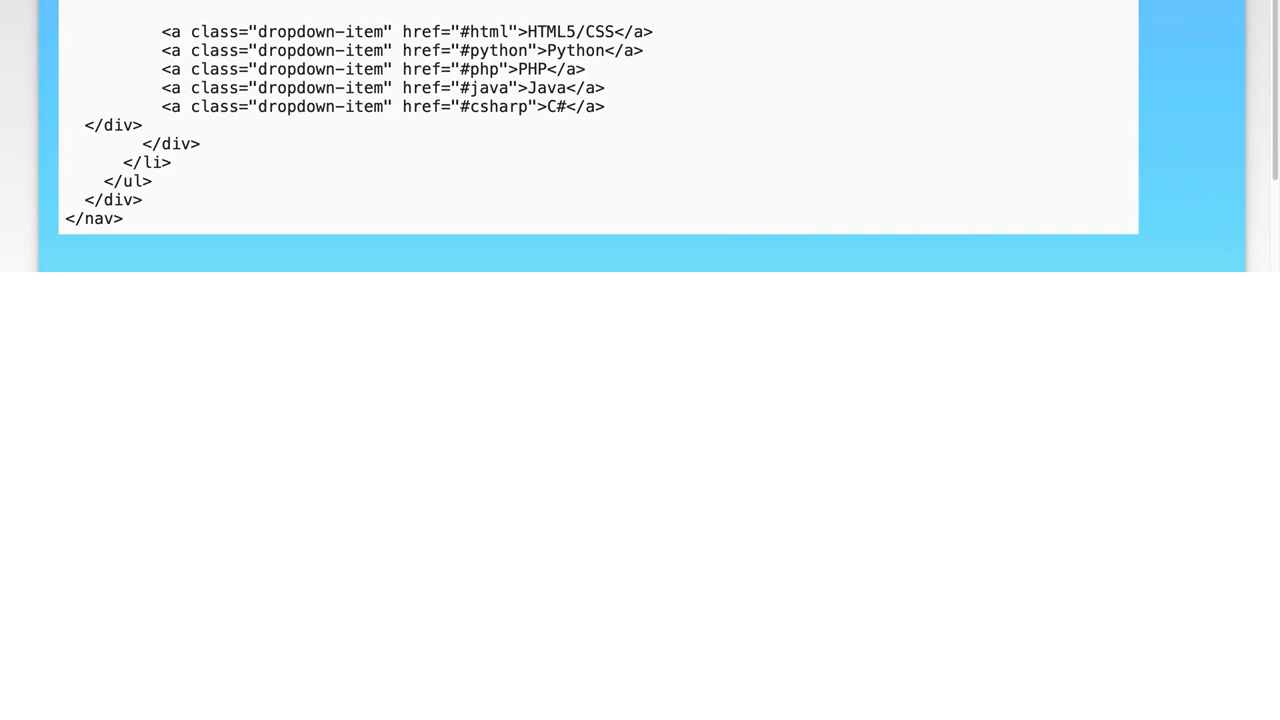 <a class="dropdown-item" href="#html">HTML5/CSS</a>
<a class="dropdown-item" href="#python">Python</a>
<a class="dropdown-item" href="#php">PHP</a>
<a class="dropdown-item" href="#java">Java</a>
<a class="dropdown-item" href="#csharp">C#</a>
</div>
</div>
</li>
</ul>
</div>
</nav>